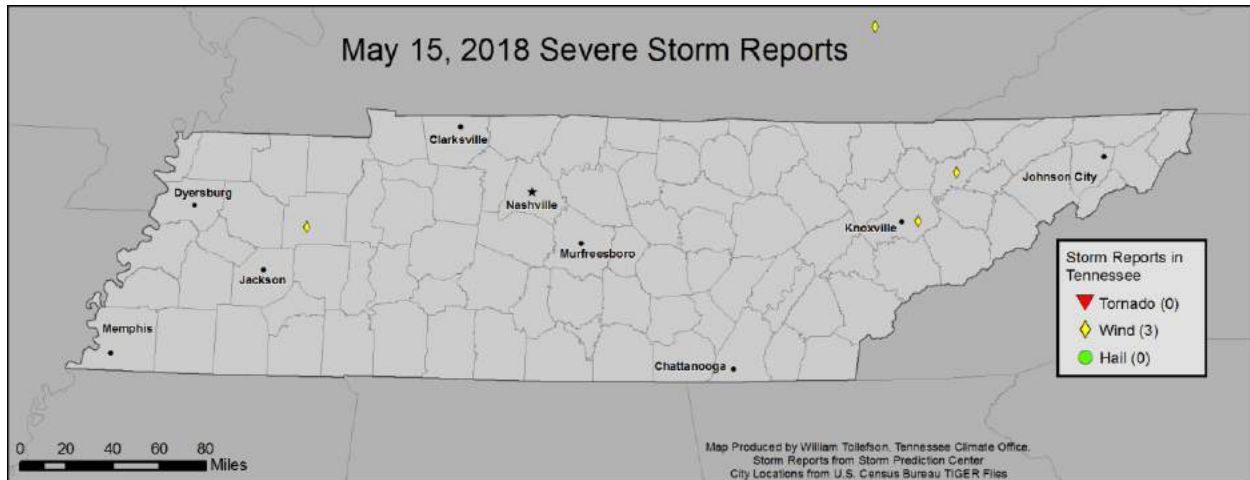 May 15, 2018 Severe Storm Reports
Clarksville
Dyersburg
Nashville
Johnson City
Knoxville
Murfreesboro
Jackson
Memphis
Chattanooga
Storm Reports in
Tennessee
Tornado (0)
Wind (3)
Hail (0)
0 20 40 60 80
Miles
Map Produced by William Tollefson, Tennessee Climate Office.
Storm Reports from Storm Prediction Center
City Locations from U.S. Census Bureau TIGER Files